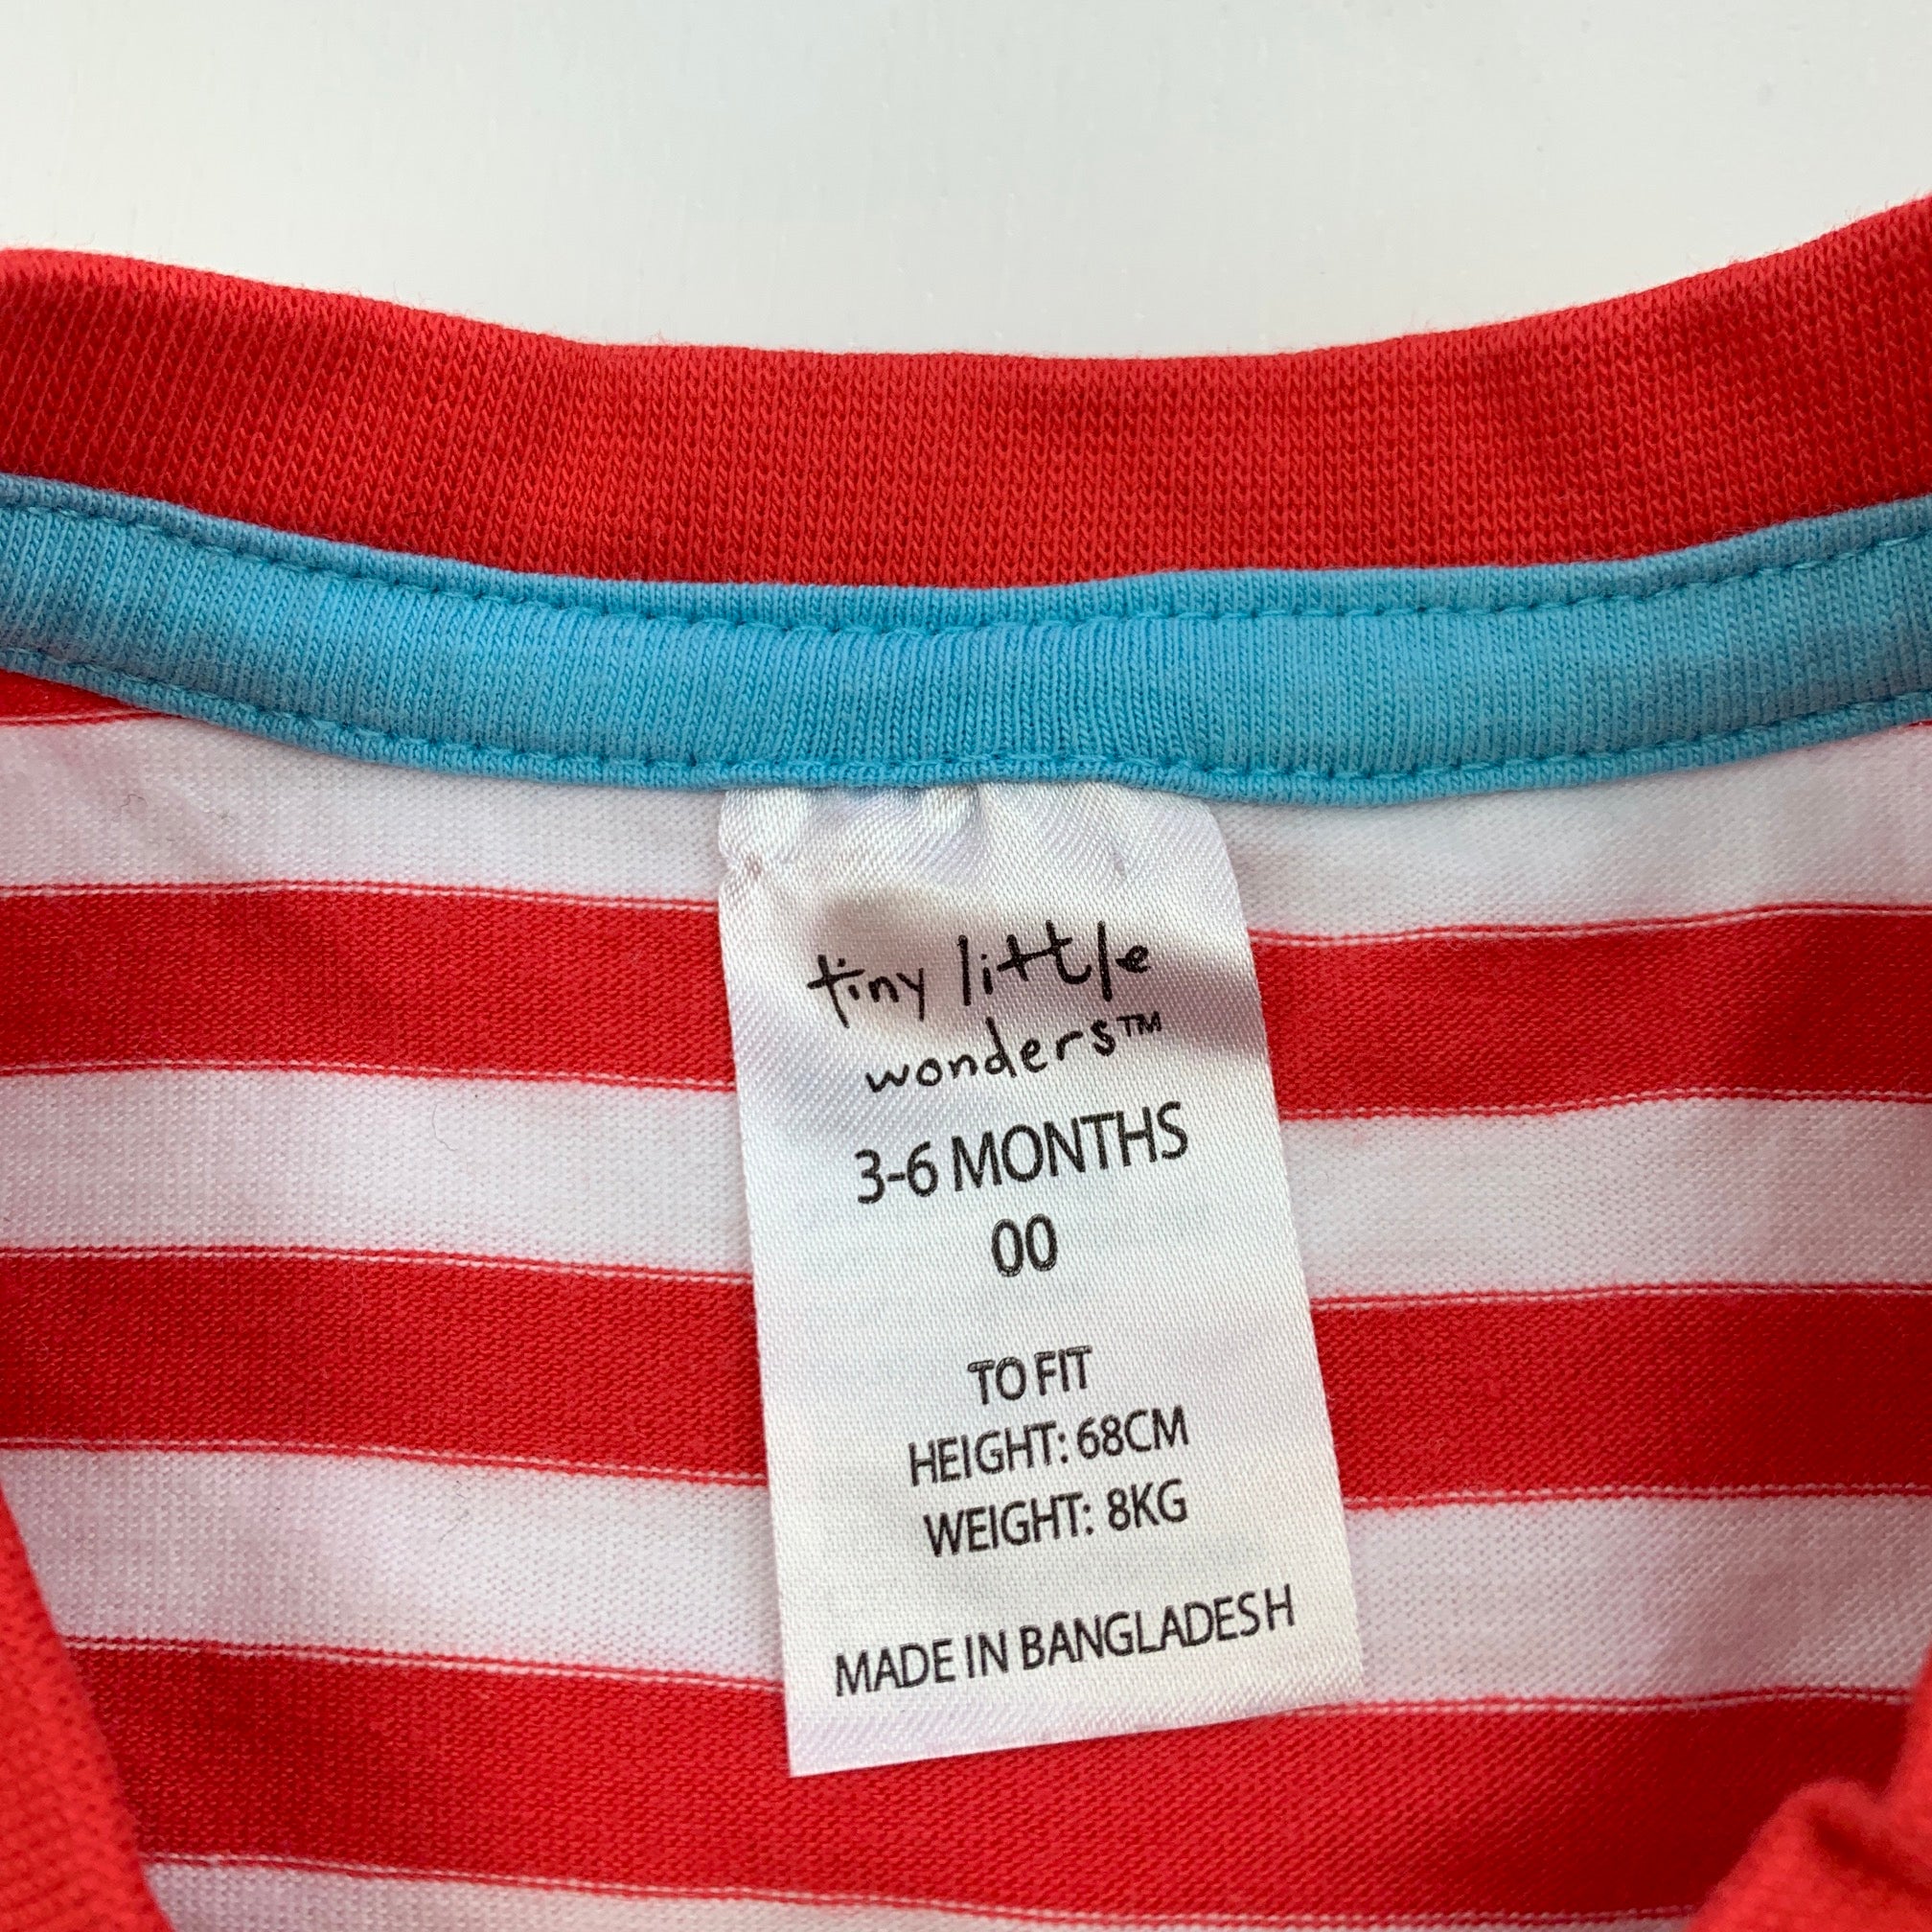 tiny little
wonders™
3-6 MONTHS
00
TO FIT
HEIGHT: 68CM
WEIGHT: 8KG
MADE IN BANGLADESH